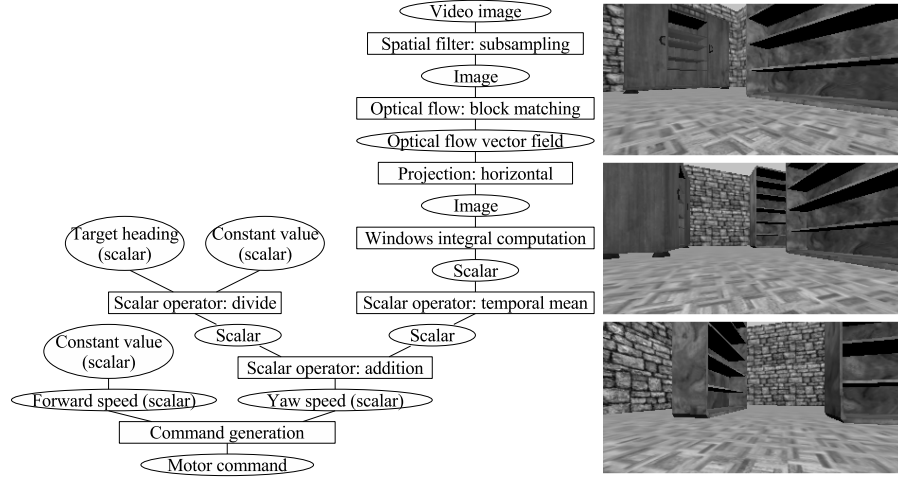 Video image
Spatial filter: subsampling
Image
Optical flow: block matching
Optical flow vector field
Projection: horizontal
Image
Target heading
(scalar)
Constant value
(scalar)
Windows integral computation
Scalar
Scalar operator: divide
Scalar operator: temporal mean
Scalar
Scalar
Constant value
(scalar)
Scalar operator: addition
Forward speed (scalar)
Yaw speed (scalar)
Command generation
Motor command